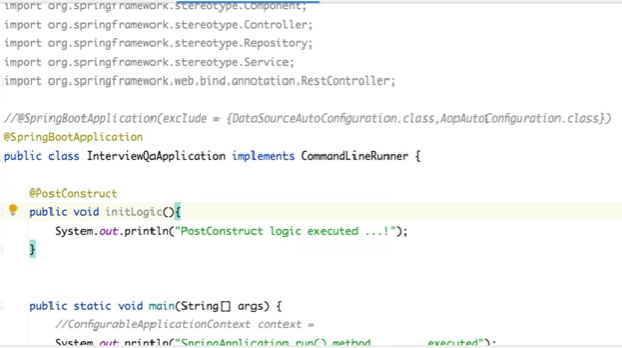 import org.springframework.stereotype.Component;
import org.springframework.stereotype.Controller;
import org.springframework.stereotype.Repository;
import org.springframework.stereotype.Service;
import org.springframework.web.bind.annotation.RestController;
//@SpringBootApplication(exclude = {DataSourceAutoConfiguration.class,AopAutoConfiguration.class})
@SpringBootApplication
public class InterviewQaApplication implements CommandLineRunner {
@PostConstruct
public void initLogic(){
System.out.println("PostConstruct logic executed ...!");
}
public static void main(String[] args) {
//ConfigurableApplicationContext context =
System.out.println("SpringApplication.run() method executed");